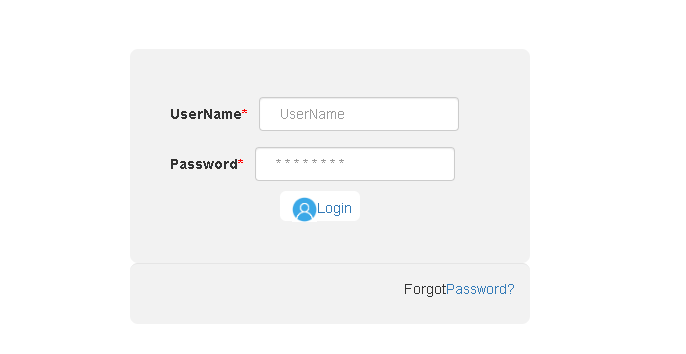 UserName* UserName
Password* * * * * * * * *
Login
ForgotPassword?